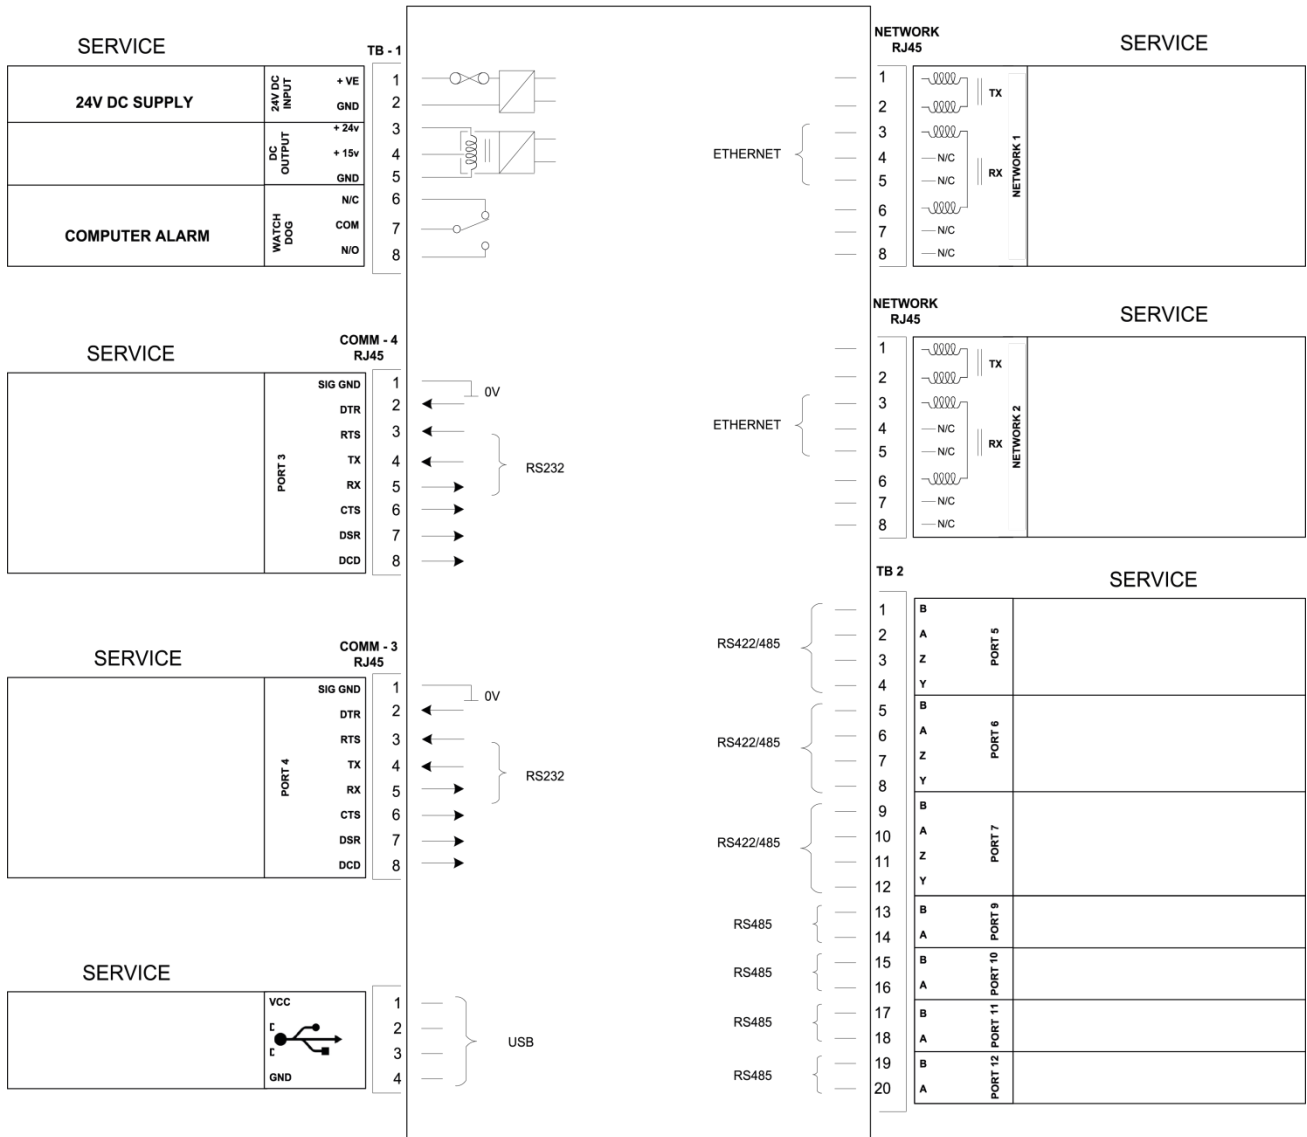 SERVICE
TB - 1
24V DC SUPPLY
24V DC
INPUT
+ VE
1
GND
2
DC
OUTPUT
+ 24v
3
+ 15v
4
GND
5
COMPUTER ALARM
WATCH
DOG
N/C
6
COM
7
N/O
8
SERVICE
COMM - 4
RJ45
PORT 3
SIG GND
1
0V
DTR
2
RTS
3
TX
4
RS232
RX
5
CTS
6
DSR
7
DCD
8
SERVICE
COMM - 3
RJ45
PORT 4
SIG GND
1
0V
DTR
2
RTS
3
TX
4
RS232
RX
5
CTS
6
DSR
7
DCD
8
SERVICE
VCC
1
D
2
D
3
GND
4
USB
NETWORK
RJ45
SERVICE
ETHERNET
1
2
TX
3
4
N/C
5
N/C
RX
NETWORK 1
6
7
N/C
8
N/C
NETWORK
RJ45
SERVICE
ETHERNET
1
2
TX
3
4
N/C
5
N/C
RX
NETWORK 2
6
7
N/C
8
N/C
TB 2
SERVICE
RS422/485
1
B
2
A
3
Z
4
Y
PORT 5
RS422/485
5
B
6
A
7
Z
8
Y
PORT 6
RS422/485
9
B
10
A
11
Z
12
Y
PORT 7
RS485
13
B
14
A
PORT 9
RS485
15
B
16
A
PORT 10
RS485
17
B
18
A
PORT 11
RS485
19
B
20
A
PORT 12